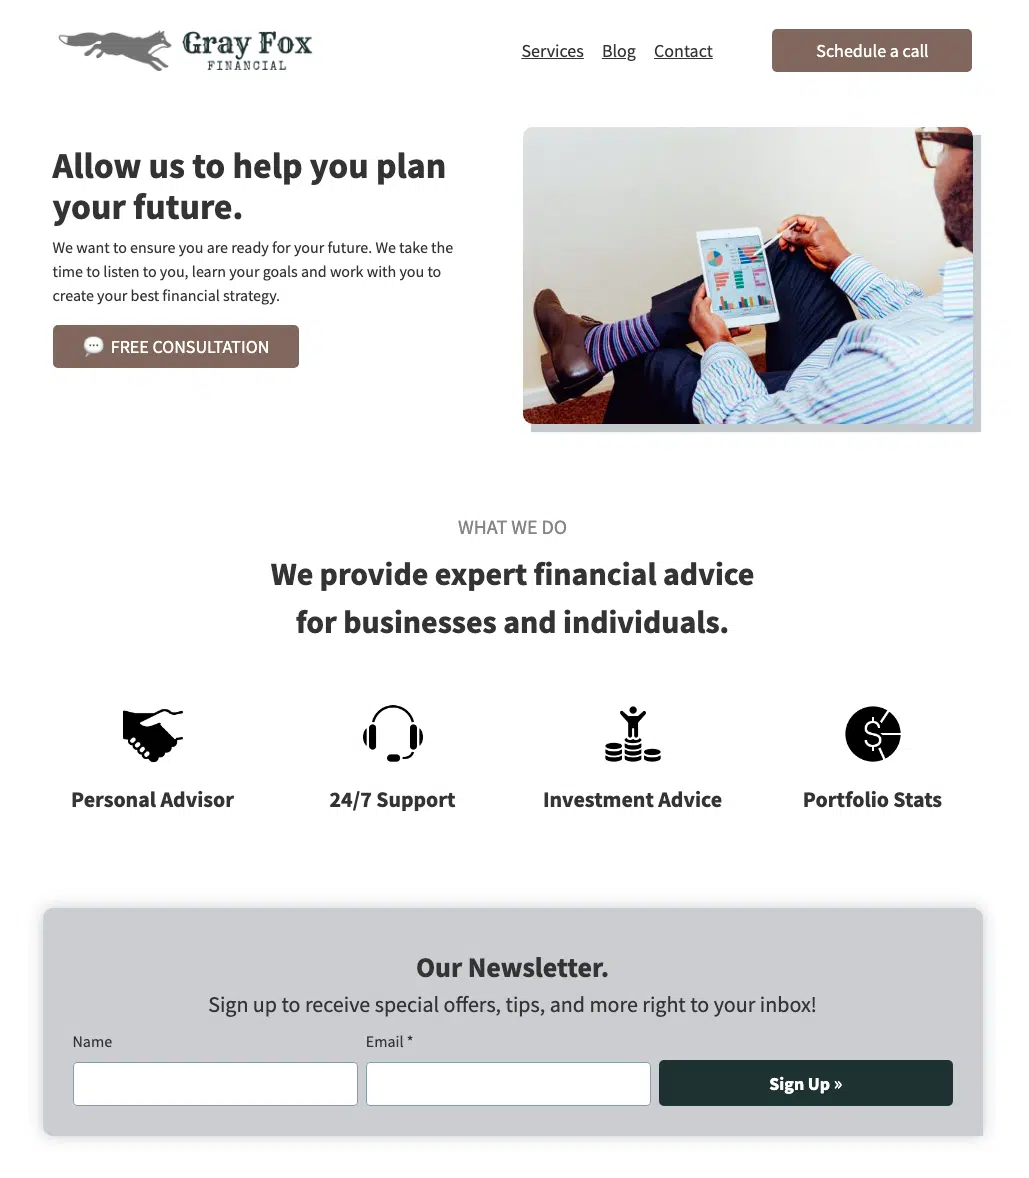 Gray Fox
FINANCIAL
Services Blog Contact
Schedule a call
Allow us to help you plan
your future.
We want to ensure you are ready for your future. We take the
time to listen to you, learn your goals and work with you to
create your best financial strategy.
FREE CONSULTATION
WHAT WE DO
We provide expert financial advice
for businesses and individuals.
$
Personal Advisor
24/7 Support
Investment Advice
Portfolio Stats
Our Newsletter.
Sign up to receive special offers, tips, and more right to your inbox!
Name
Email *
Sign Up »